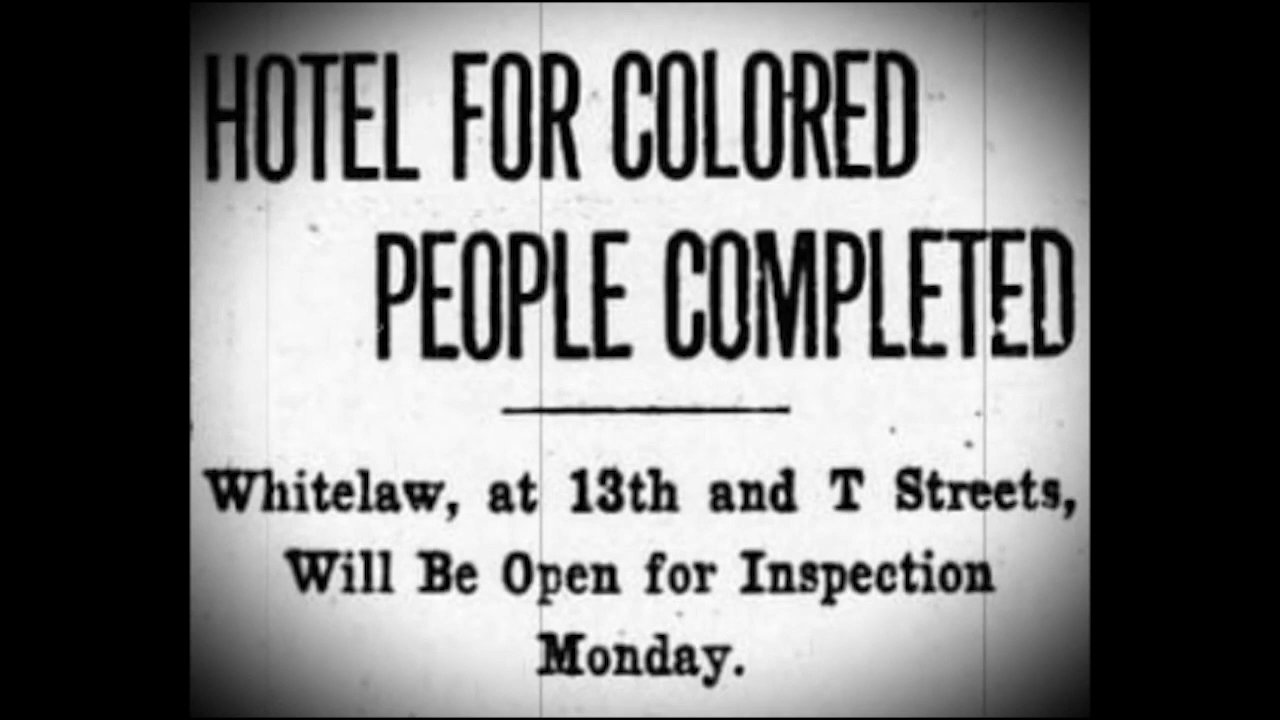 HOTEL FOR COLORED
PEOPLE COMPLETED
Whitelaw, at 13th and T Streets,
Will Be Open for Inspection
Monday.